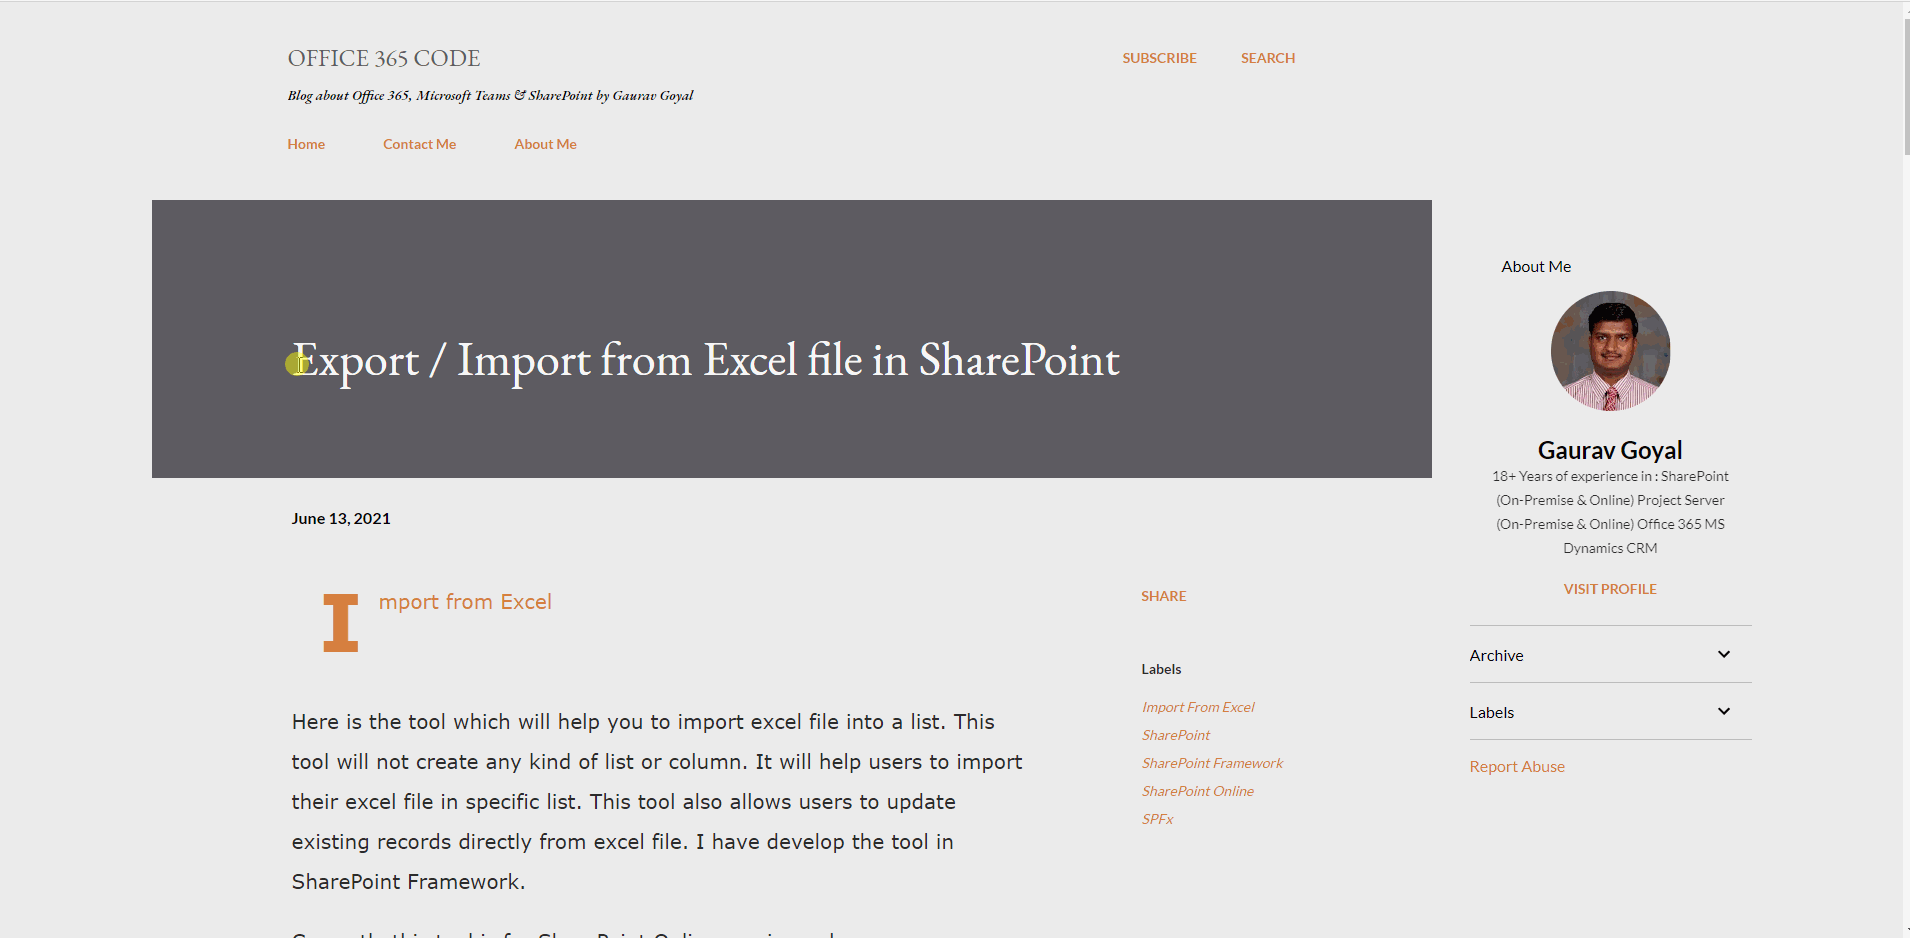 OFFICE 365 CODE
SUBSCRIBE
SEARCH
Blog about Office 365, Microsoft Teams & SharePoint by Gaurav Goyal
Home
Contact Me
About Me
Export / Import from Excel file in SharePoint
June 13, 2021
Import from Excel
Here is the tool which will help you to import excel file into a list. This
tool will not create any kind of list or column. It will help users to import
their excel file in specific list. This tool also allows users to update
existing records directly from excel file. I have develop the tool in
SharePoint Framework.
SHARE
Labels
Import From Excel
SharePoint
SharePoint Framework
SharePoint Online
SPFx
About Me
Gaurav Goyal
18+ Years of experience in : SharePoint
(On-Premise & Online) Project Server
(On-Premise & Online) Office 365 MS
Dynamics CRM
VISIT PROFILE
Archive
Labels
Report Abuse